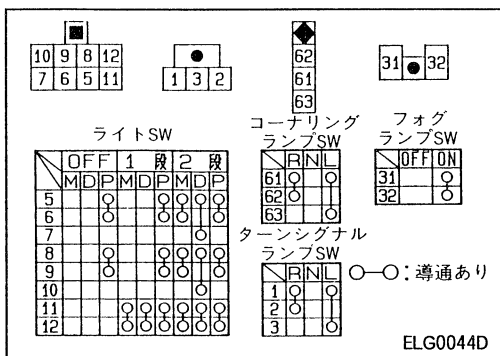 10 9 8 12
7 6 5 11
1 3 2
62
61
63
31 32
ライトSW
OFF 1 段 2 段
M D P M D P M D P
5
6
7
8
9
10
11
12
コーナリング
ランプSW
R N L
61
62
63
フォグ
ランプSW
OFF ON
31
32
ターンシグナル
ランプSW
R N L
1
2
3
：導通あり
ELG0044D